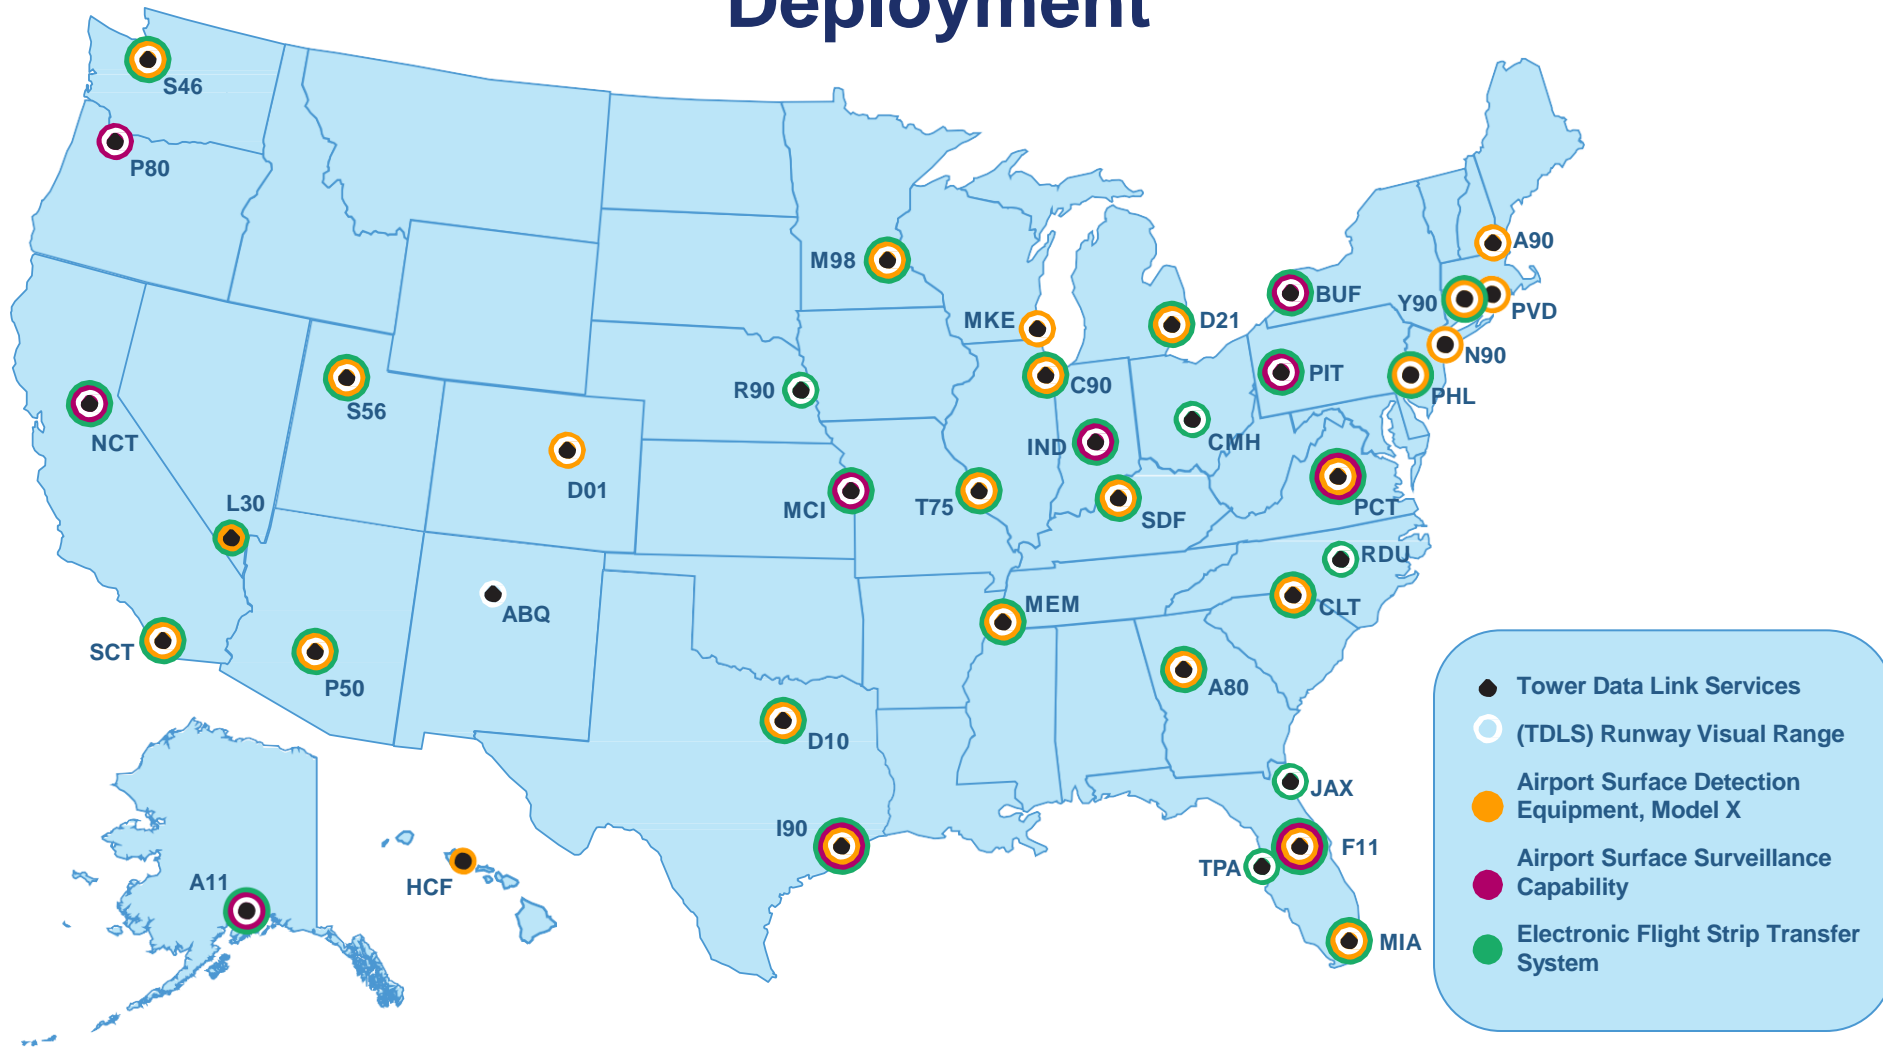 Deployment
S46
P80
A90
M98
BUF
Y90
PVD
MKE
D21
N90
R90
C90
PIT
PHL
S56
NCT
IND
CMH
D01
L30
MCI
T75
SDF
PCT
RDU
ABQ
MEM
CLT
SCT
P50
A80
D10
JAX
I90
F11
TPA
HCF
A11
MIA
Tower Data Link Services
(TDLS) Runway Visual Range
Airport Surface Detection
Equipment, Model X
Airport Surface Surveillance
Capability
Electronic Flight Strip Transfer
System